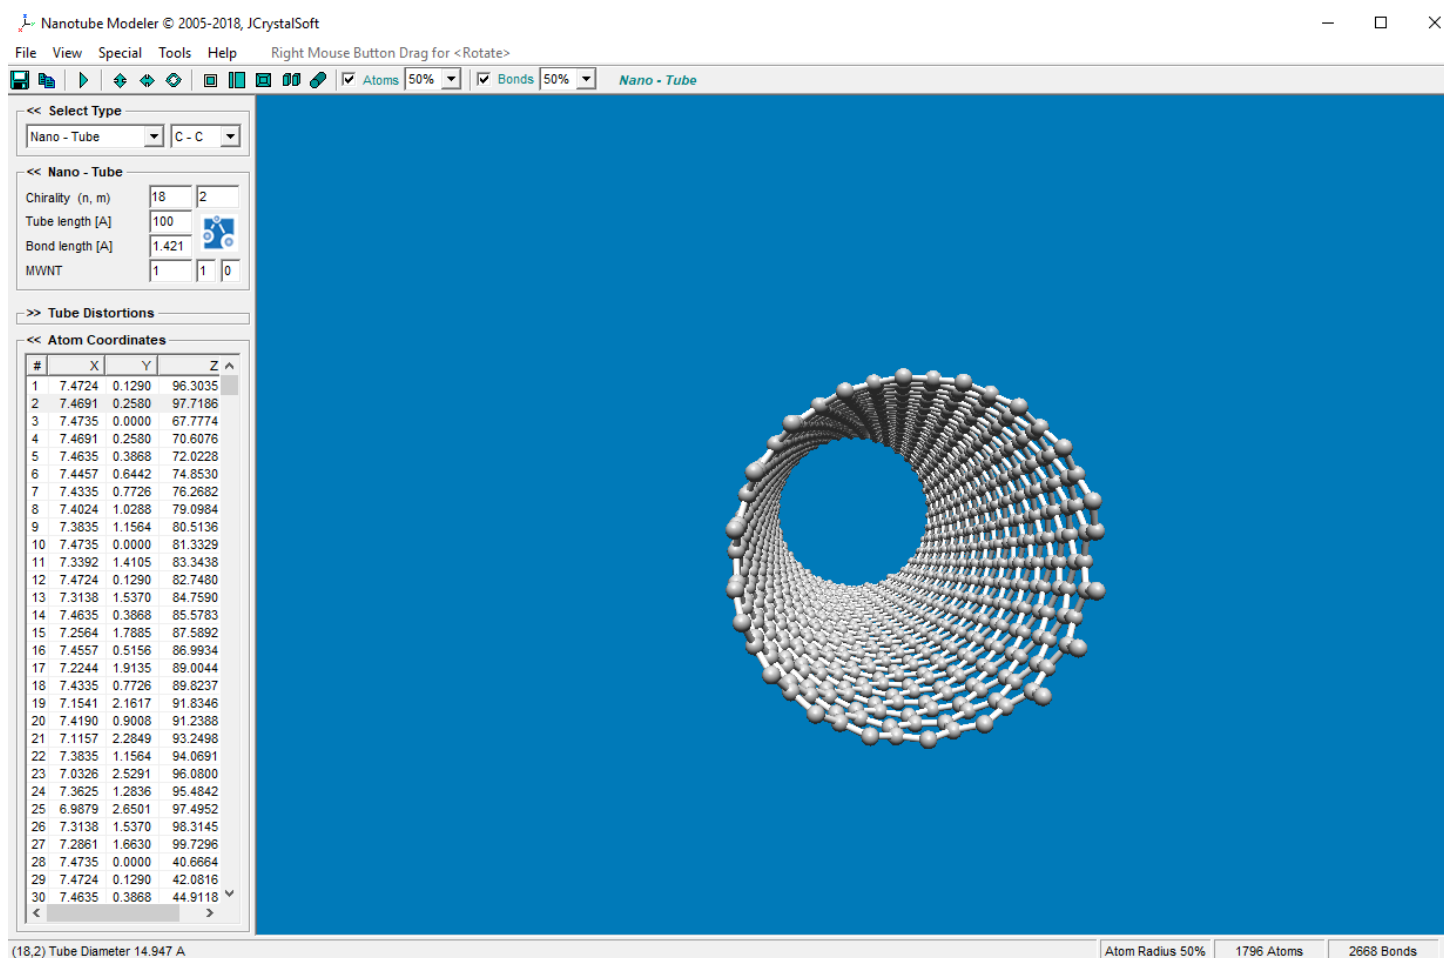 Nanotube Modeler © 2005-2018, JCrystalSoft
File View Special Tools Help Right Mouse Button Drag for <Rotate>
Atoms 50% Bonds 50% Nano - Tube
<< Select Type
Nano - Tube C - C
<< Nano - Tube
Chirality (n, m) 18 2
Tube length [A] 100
Bond length [A] 1.421
MWNT 1 1 0
>> Tube Distortions
<< Atom Coordinates
# X Y Z
1 7.4724 0.1290 96.3035
2 7.4691 0.2580 97.7186
3 7.4735 0.0000 67.7774
4 7.4691 0.2580 70.6076
5 7.4635 0.3868 72.0228
6 7.4457 0.6442 74.8530
7 7.4335 0.7726 76.2682
8 7.4024 1.0288 79.0984
9 7.3835 1.1564 80.5136
10 7.4735 0.0000 81.3329
11 7.3392 1.4105 83.3438
12 7.4724 0.1290 82.7480
13 7.3138 1.5370 84.7590
14 7.4635 0.3868 85.5783
15 7.2564 1.7885 87.5892
16 7.4557 0.5156 86.9934
17 7.2244 1.9135 89.0044
18 7.4335 0.7726 89.8237
19 7.1541 2.1617 91.8346
20 7.4190 0.9008 91.2388
21 7.1157 2.2849 93.2498
22 7.3835 1.1564 94.0691
23 7.0326 2.5291 96.0800
24 7.3625 1.2836 95.4842
25 6.9879 2.6501 97.4952
26 7.3138 1.5370 98.3145
27 7.2861 1.6630 99.7296
28 7.4735 0.0000 40.6664
29 7.4724 0.1290 42.0816
30 7.4635 0.3868 44.9118
(18,2) Tube Diameter 14.947 A Atom Radius 50% 1796 Atoms 2668 Bonds